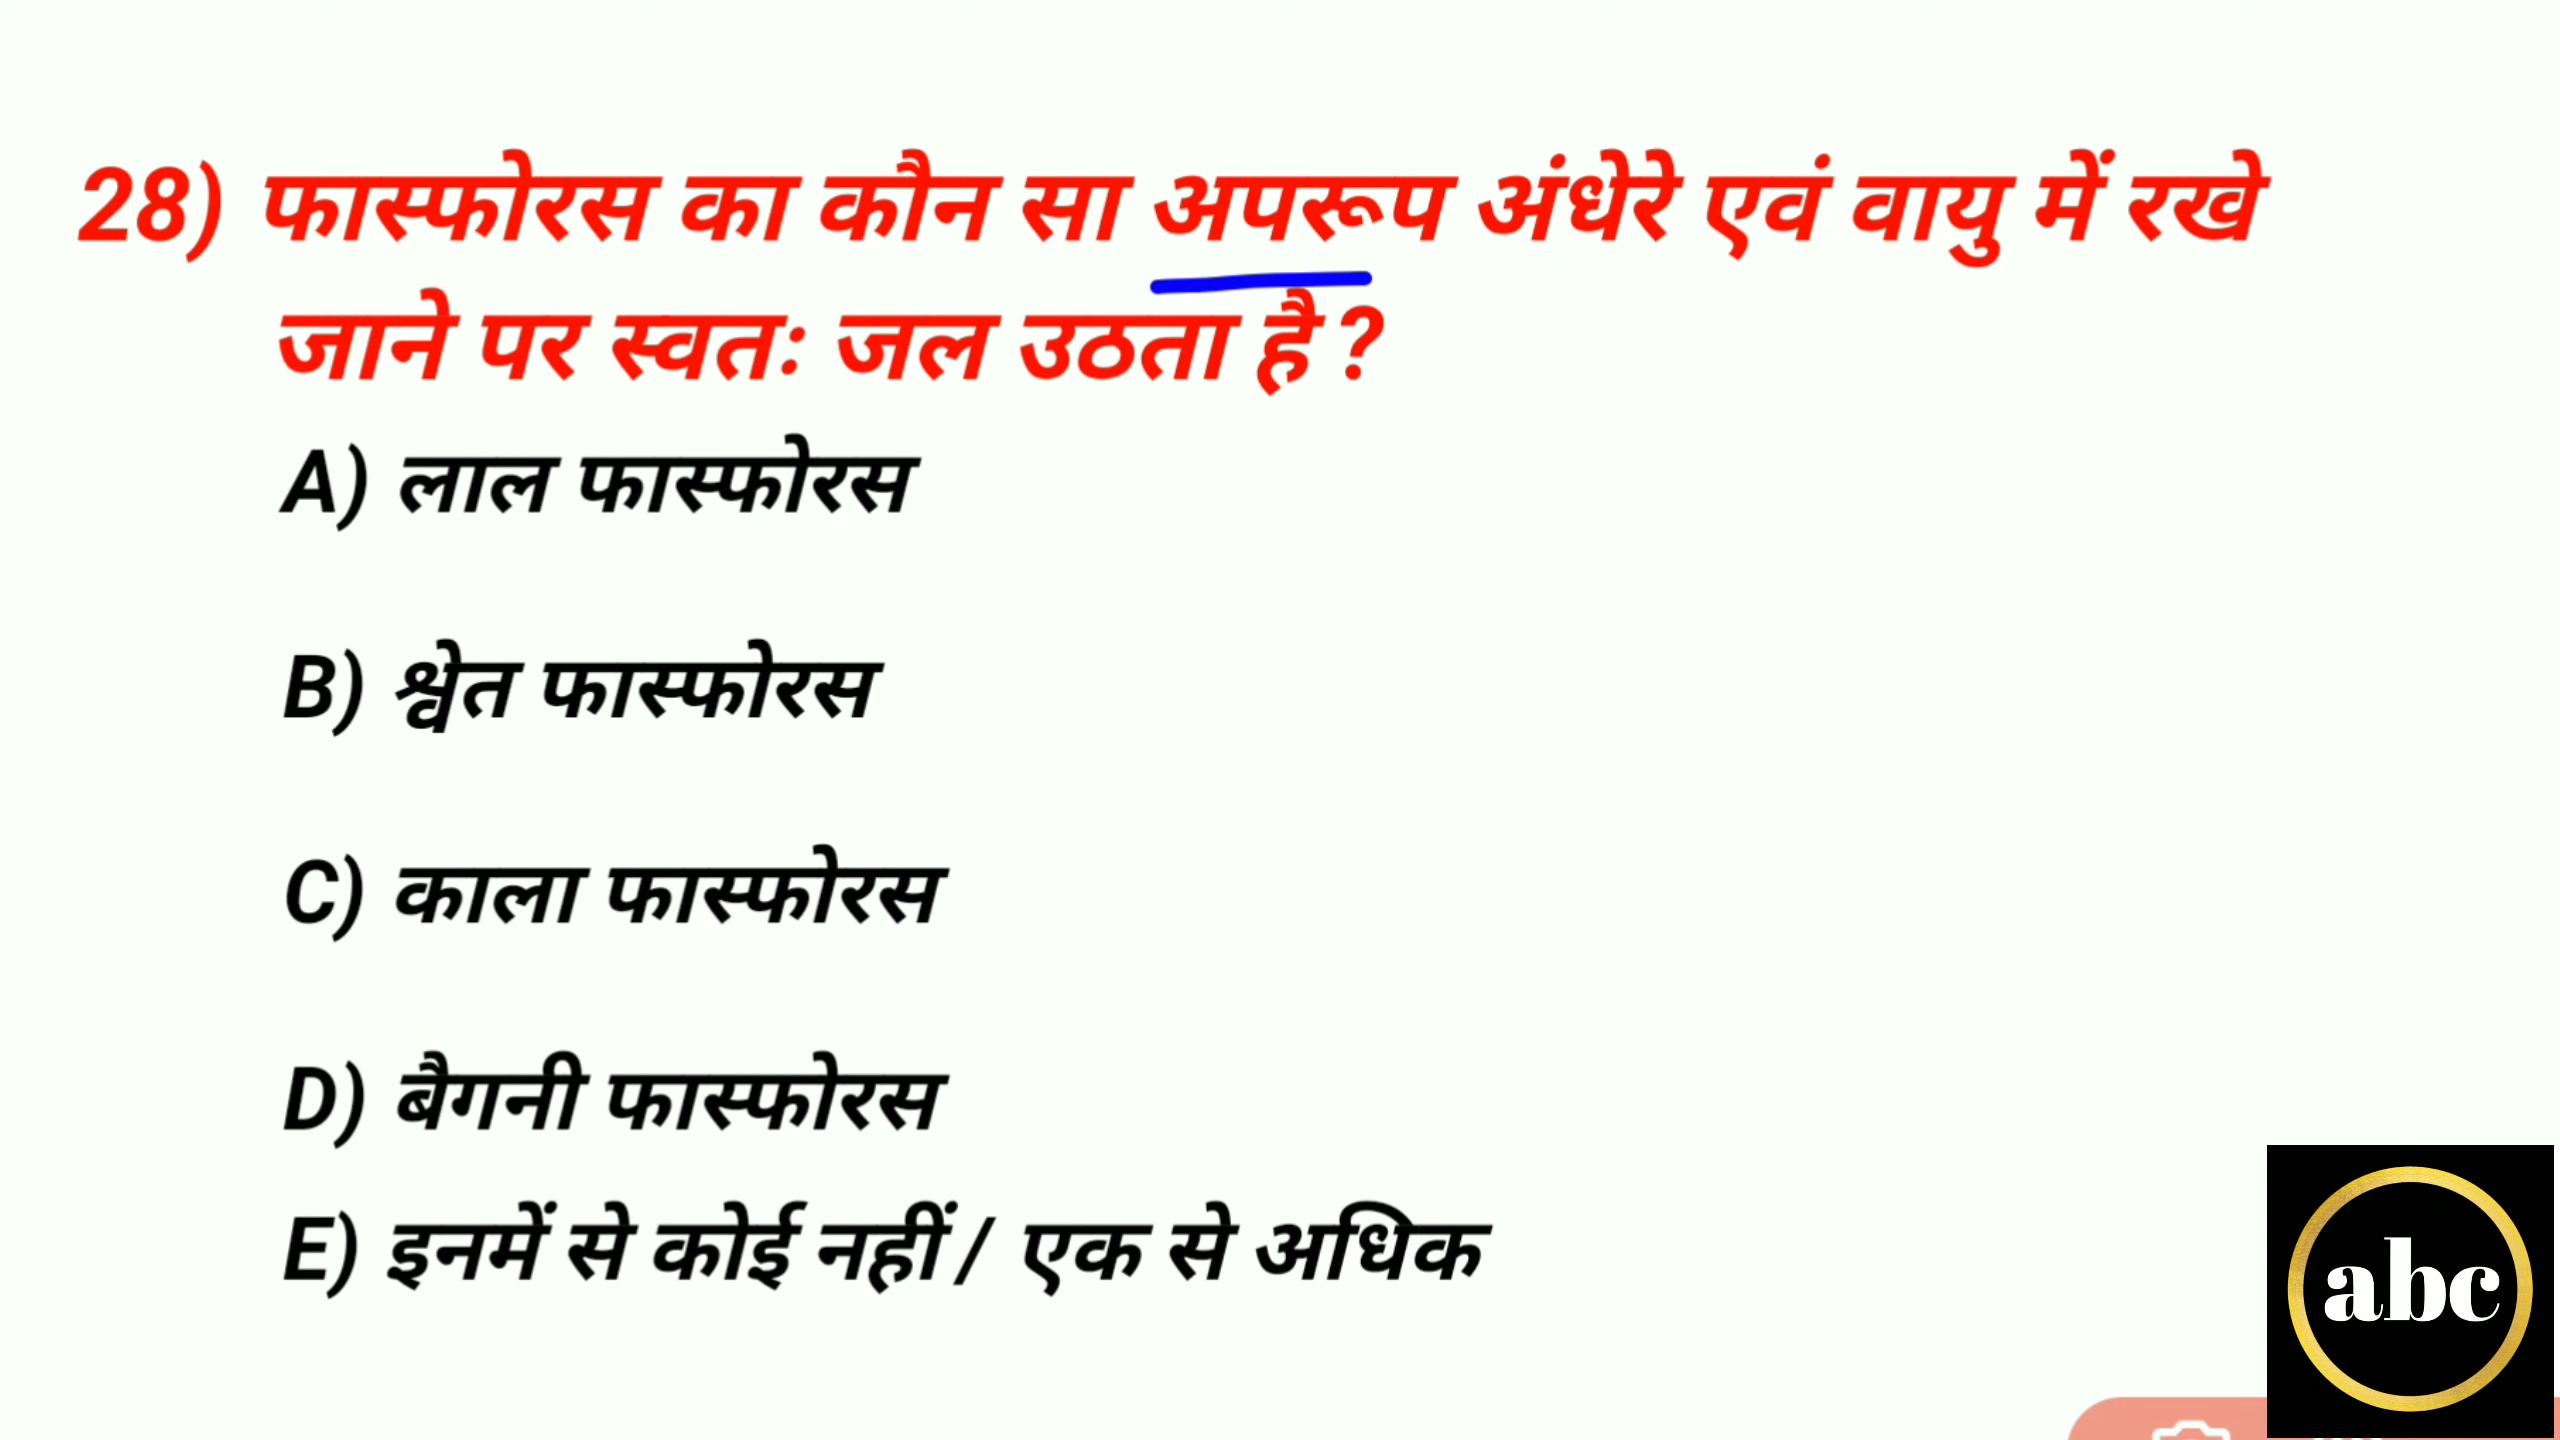 28) फास्फोरस का कौन सा अपरूप अंधेरे एवं वायु में रखे
जाने पर स्वतः जल उठता है ?
A) लाल फास्फोरस
B) श्वेत फास्फोरस
C) काला फास्फोरस
D) बैगनी फास्फोरस
E) इनमें से कोई नहीं / एक से अधिक
abc